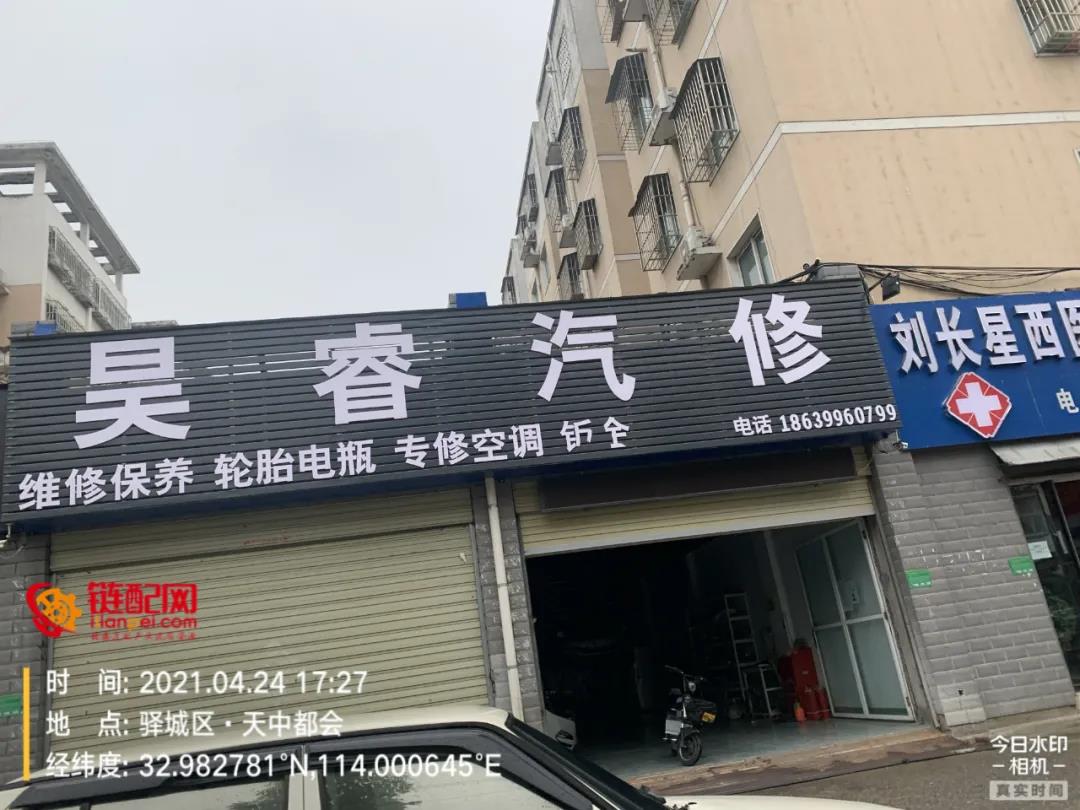 昊睿汽修
维修保养 轮胎电瓶 专修空调
电话 18639960799
刘长星西医
电
链配网
时 间: 2021.04.24 17:27
地 点: 驿城区·天中都会
经纬度: 32.982781°N,114.000645°E
今日水印
-相机-
真实时间